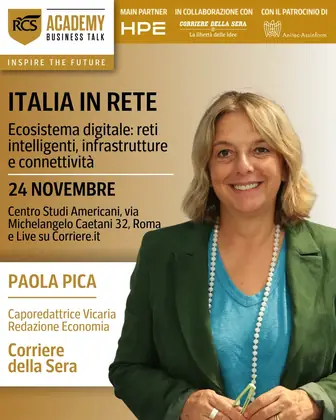 RCS
ACADEMY
BUSINESS TALK
INSPIRE THE FUTURE
MAIN PARTNER
HPE
IN COLLABORAZIONE CON
CORRIERE DELLA SERA
La libertà delle idee
CON IL PATROCINIO DI
Anitec-Assinform
ITALIA IN RETE
Ecosistema digitale: reti
intelligenti, infrastrutture
e connettività
24 NOVEMBRE
Centro Studi Americani, via
Michelangelo Caetani 32, Roma
e Live su Corriere.it
PAOLA PICA
Caporedattrice Vicaria
Redazione Economia
Corriere
della Sera